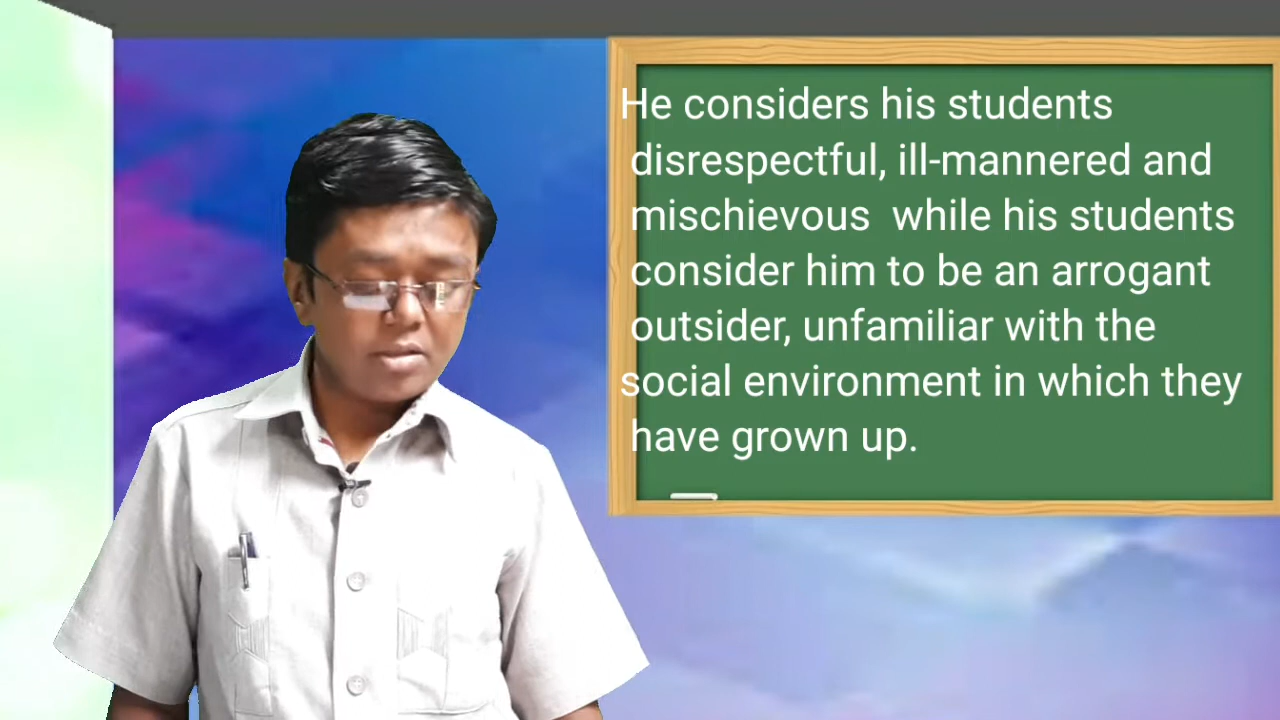 He considers his students
disrespectful, ill-mannered and
mischievous while his students
consider him to be an arrogant
outsider, unfamiliar with the
social environment in which they
have grown up.